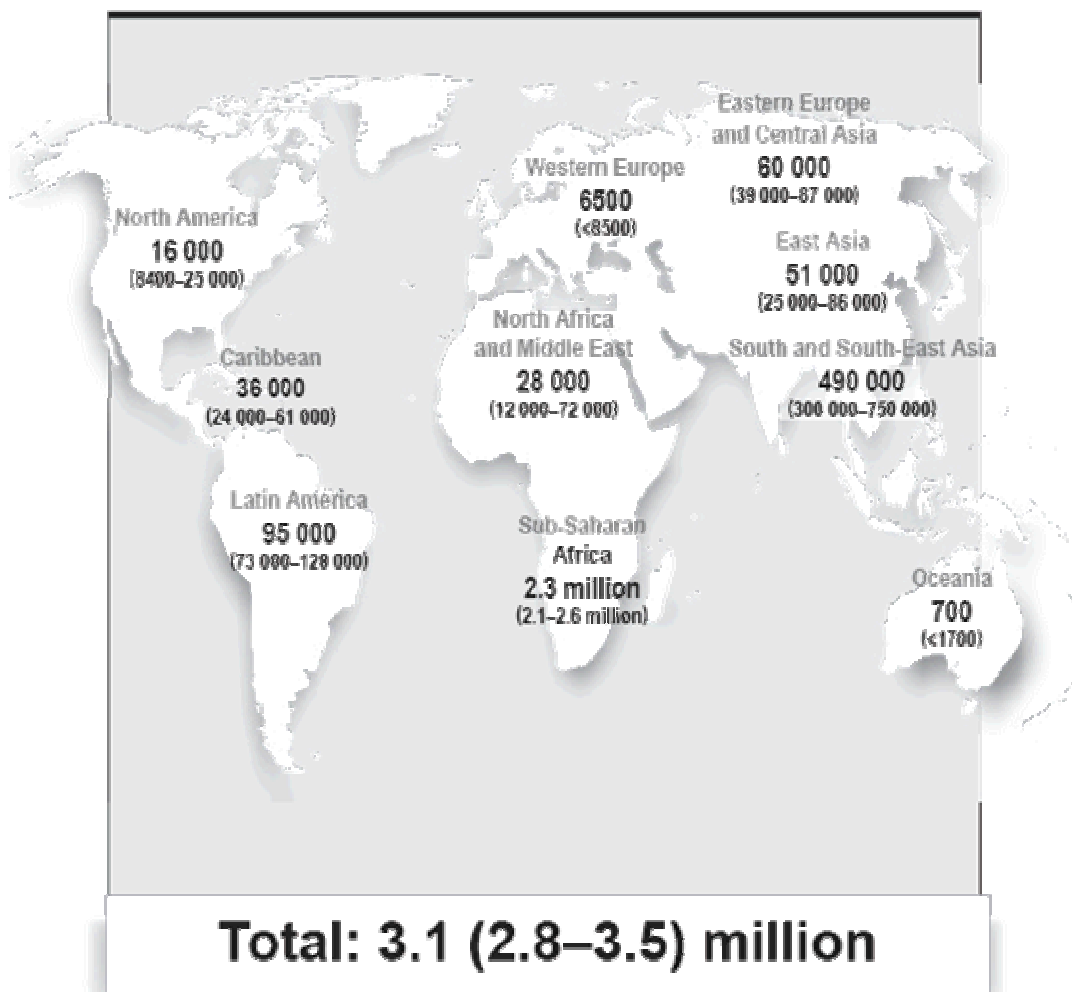 Eastern Europe
and Central Asia
60 000
(39 000–87 000)
Western Europe
6500
(<8500)
North America
16 000
(8400–25 000)
East Asia
51 000
(25 000–86 000)
North Africa
and Middle East
28 000
(12 000–72 000)
South and South-East Asia
490 000
(300 000–750 000)
Caribbean
36 000
(24 000–61 000)
Latin America
95 000
(73 000–128 000)
Sub-Saharan
Africa
2.3 million
(2.1–2.6 million)
Oceania
700
(<1700)
Total: 3.1 (2.8–3.5) million